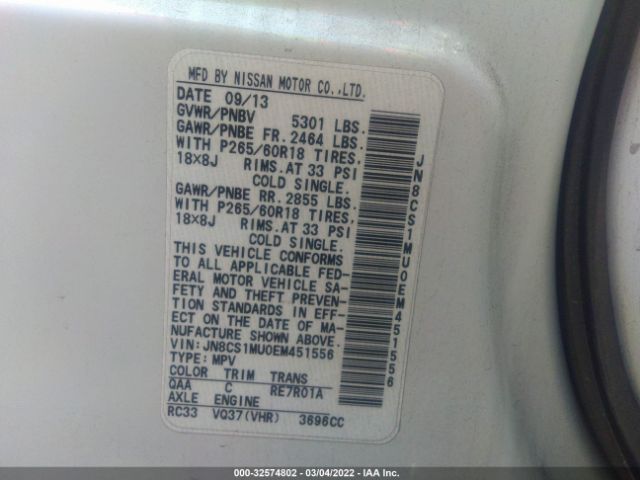 MFD BY NISSAN MOTOR CO.,LTD.
DATE 09/13
GVWR/PNBV 5301 LBS.
GAWR/PNBE FR. 2464 LBS.
WITH P265/60R18 TIRES,
18X8J RIMS.AT 33 PSI
COLD SINGLE.
GAWR/PNBE RR. 2855 LBS.
WITH P265/60R18 TIRES,
18X8J RIMS.AT 33 PSI
COLD SINGLE.
THIS VEHICLE CONFORMS
TO ALL APPLICABLE FED-
ERAL MOTOR VEHICLE SA-
FETY AND THEFT PREVEN-
TION STANDARDS IN EFF-
ECT ON THE DATE OF MA-
NUFACTURE SHOWN ABOVE.
VIN: JN8CS1MU0EM451556
TYPE: MPV
COLOR TRIM TRANS
QAA C RE7R01A
AXLE ENGINE
RC33 VQ37(VHR) 3696CC
JN8CS1MU0EM451556
000-32574802 - 03/04/2022 - IAA Inc.